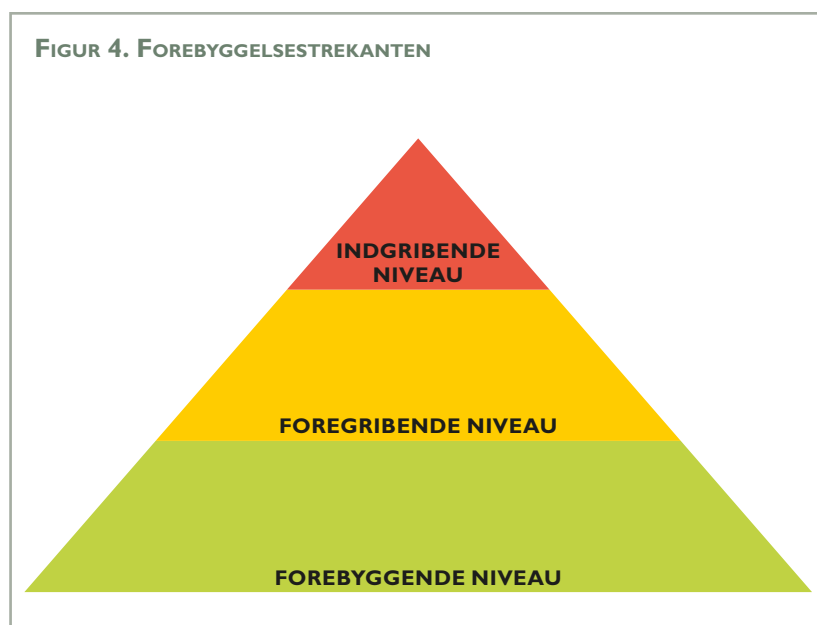 FIGUR 4. FOREBYGGELSESTREKANTEN
INDGRIBENDE
NIVEAU
FOREGRIBENDE NIVEAU
FOREBYGGENDE NIVEAU